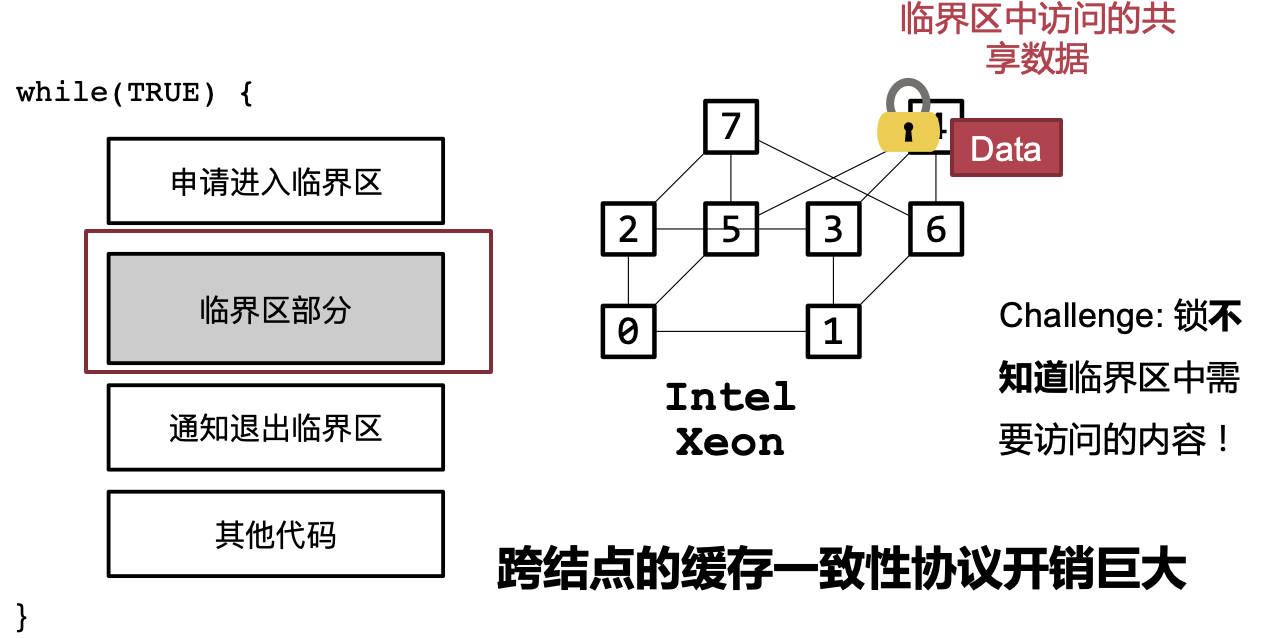 临界区中访问的共
享数据
while(TRUE) {
申请进入临界区
临界区部分
通知退出临界区
其他代码
}
7
4
Data
2
5
3
6
0
1
Intel
Xeon
Challenge: 锁不
知道临界区中需
要访问的内容！
跨结点的缓存一致性协议开销巨大